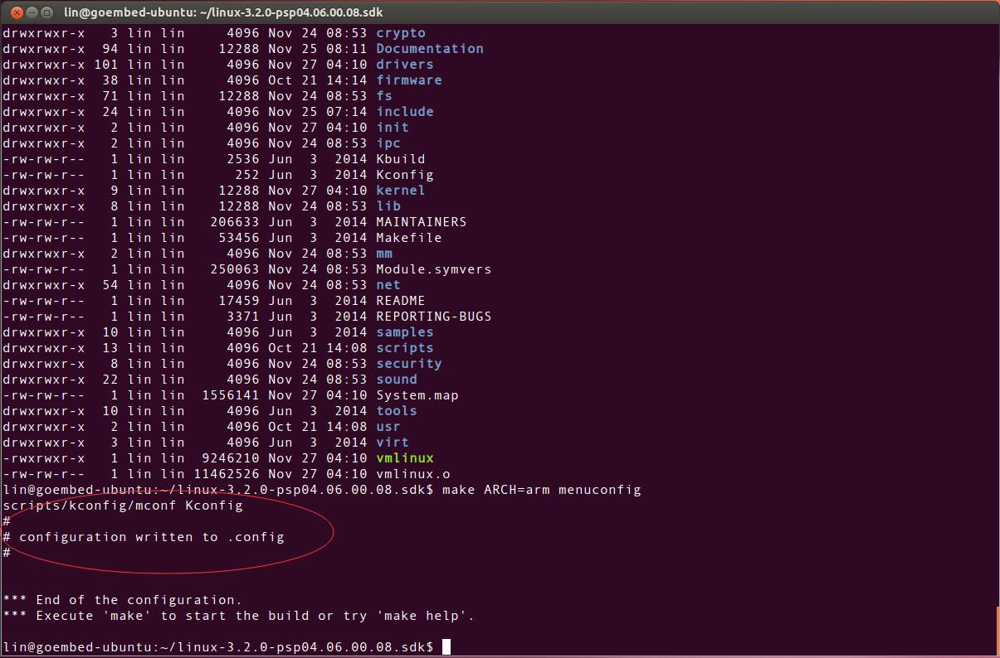 lin@goembed-ubuntu: ~/linux-3.2.0-psp04.06.00.08.sdk
drwxrwxr-x   3 lin lin     4096 Nov 24 08:53 crypto
drwxrwxr-x  94 lin lin    12288 Nov 25 08:11 Documentation
drwxrwxr-x 101 lin lin     4096 Nov 27 04:10 drivers
drwxrwxr-x  38 lin lin     4096 Oct 21 14:14 firmware
drwxrwxr-x  71 lin lin    12288 Nov 24 08:53 fs
drwxrwxr-x  24 lin lin     4096 Nov 25 07:14 include
drwxrwxr-x   2 lin lin     4096 Nov 27 04:10 init
drwxrwxr-x   2 lin lin     4096 Nov 24 08:53 ipc
-rw-rw-r--   1 lin lin     2536 Jun  3  2014 Kbuild
-rw-rw-r--   1 lin lin      252 Jun  3  2014 Kconfig
drwxrwxr-x   9 lin lin    12288 Nov 27 04:10 kernel
drwxrwxr-x   8 lin lin    12288 Nov 24 08:53 lib
-rw-rw-r--   1 lin lin   206633 Jun  3  2014 MAINTAINERS
-rw-rw-r--   1 lin lin    53456 Jun  3  2014 Makefile
drwxrwxr-x   2 lin lin     4096 Nov 24 08:53 mm
-rw-rw-r--   1 lin lin   250063 Nov 24 08:53 Module.symvers
drwxrwxr-x  54 lin lin     4096 Nov 24 08:53 net
-rw-rw-r--   1 lin lin    17459 Jun  3  2014 README
-rw-rw-r--   1 lin lin     3371 Jun  3  2014 REPORTING-BUGS
drwxrwxr-x  10 lin lin     4096 Jun  3  2014 samples
drwxrwxr-x  13 lin lin     4096 Oct 21 14:08 scripts
drwxrwxr-x   8 lin lin     4096 Nov 24 08:53 security
drwxrwxr-x  22 lin lin     4096 Nov 24 08:53 sound
-rw-rw-r--   1 lin lin  1556141 Nov 27 04:10 System.map
drwxrwxr-x  10 lin lin     4096 Jun  3  2014 tools
drwxrwxr-x   2 lin lin     4096 Oct 21 14:08 usr
drwxrwxr-x   3 lin lin     4096 Jun  3  2014 virt
-rwxrwxr-x   1 lin lin  9246210 Nov 27 04:10 vmlinux
-rw-rw-r--   1 lin lin 11462526 Nov 27 04:10 vmlinux.o
lin@goembed-ubuntu:~/linux-3.2.0-psp04.06.00.08.sdk$ make ARCH=arm menuconfig
scripts/kconfig/mconf Kconfig
#
# configuration written to .config
#
*** End of the configuration.
*** Execute 'make' to start the build or try 'make help'.
lin@goembed-ubuntu:~/linux-3.2.0-psp04.06.00.08.sdk$